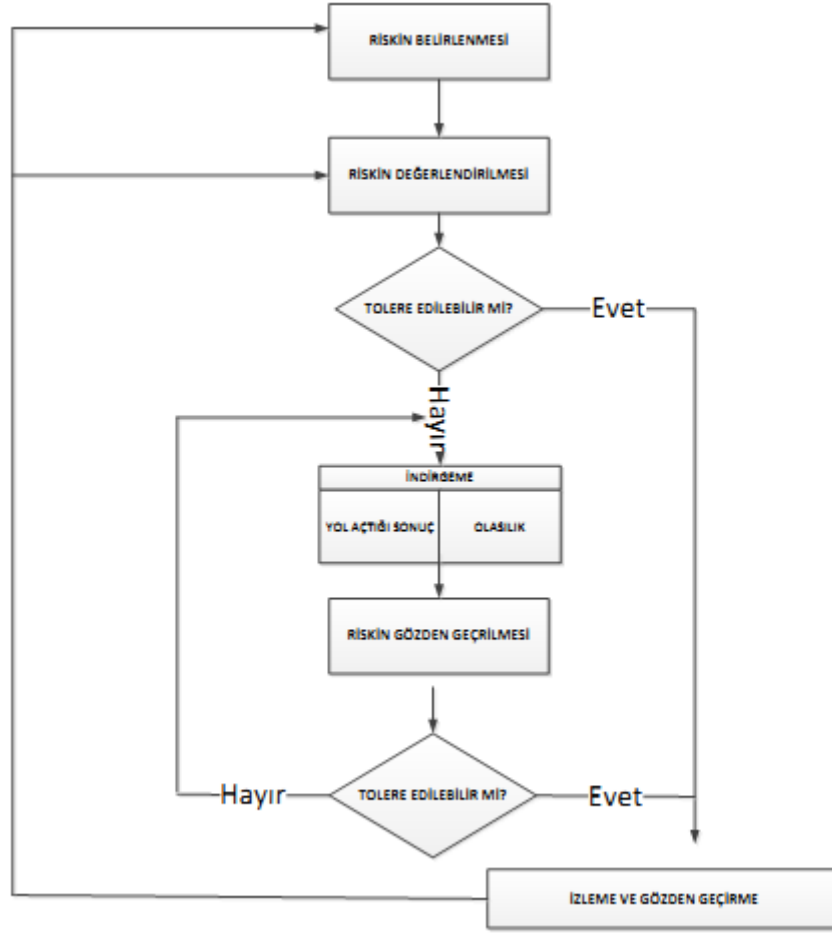 RİSKİN BELİRLENMESİ
RİSKİN DEĞERLENDİRİLMESİ
TOLERE EDİLEBİLİR Mİ?
Evet
Hayır
İNDİRGEME
YOL AÇTIĞI SONUÇ
OLASILIK
RİSKİN GÖZDEN GEÇRİLMESİ
Hayır
TOLERE EDİLEBİLİR Mİ?
Evet
İZLEME VE GÖZDEN GEÇİRME